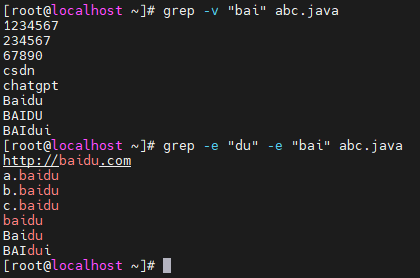 [root@localhost ~]# grep -v "bai" abc.java
1234567
234567
67890
csdn
chatgpt
Baidu
BAIDU
BAIdui
[root@localhost ~]# grep -e "du" -e "bai" abc.java
http://baidu.com
a.baidu
b.baidu
c.baidu
baidu
Baidu
BAIdui
[root@localhost ~]#